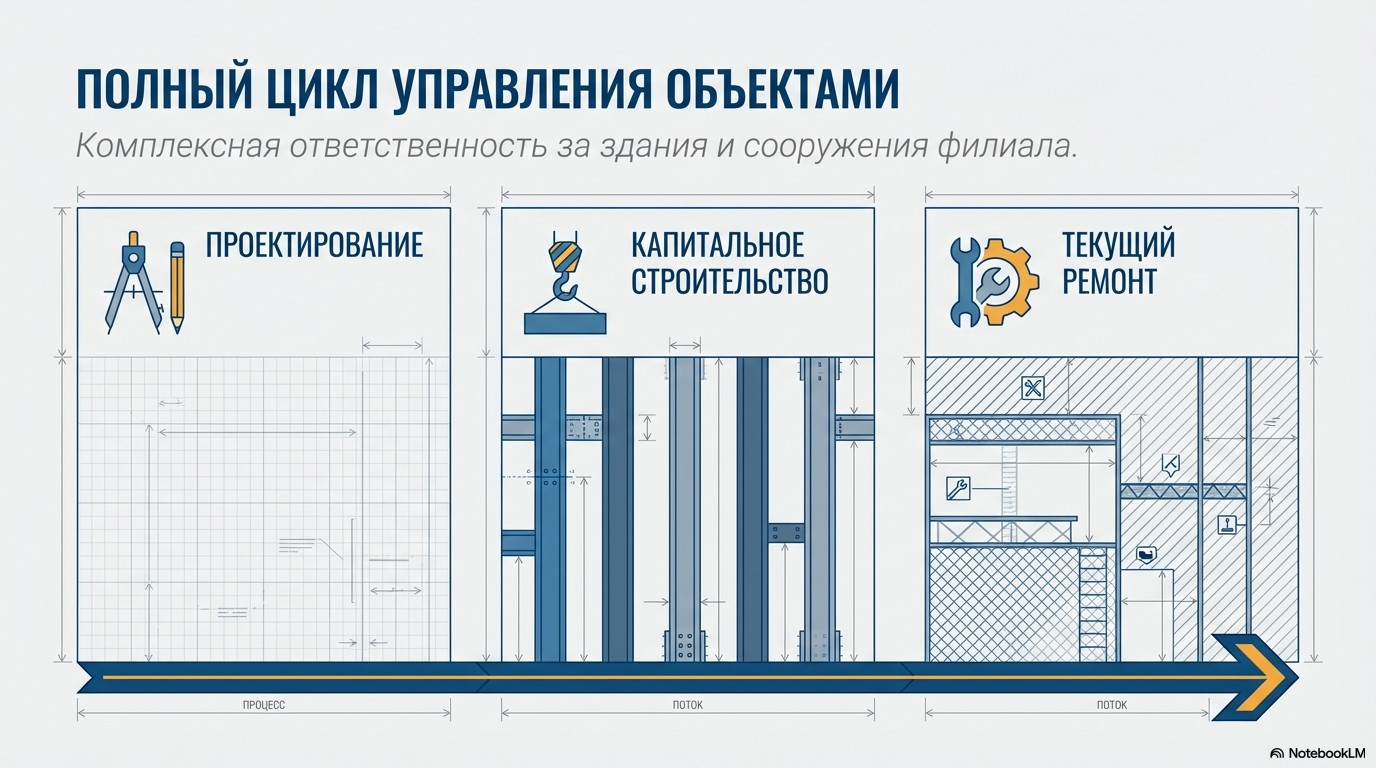 ПОЛНЫЙ ЦИКЛ УПРАВЛЕНИЯ ОБЪЕКТАМИ
Комплексная ответственность за здания и сооружения филиала.
ПРОЕКТИРОВАНИЕ
КАПИТАЛЬНОЕ
СТРОИТЕЛЬСТВО
ТЕКУЩИЙ
РЕМОНТ
ПРОЦЕСС
ПОТОК
ПОТОК
NotebookLM